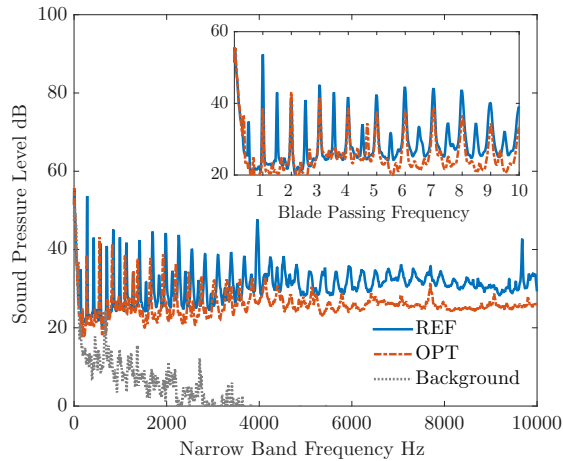 100
80
60
40
20
0
Sound Pressure Level dB
0 2000 4000 6000 8000 10000
Narrow Band Frequency Hz
60
40
20
1 2 3 4 5 6 7 8 9 10
Blade Passing Frequency
REF
OPT
Background